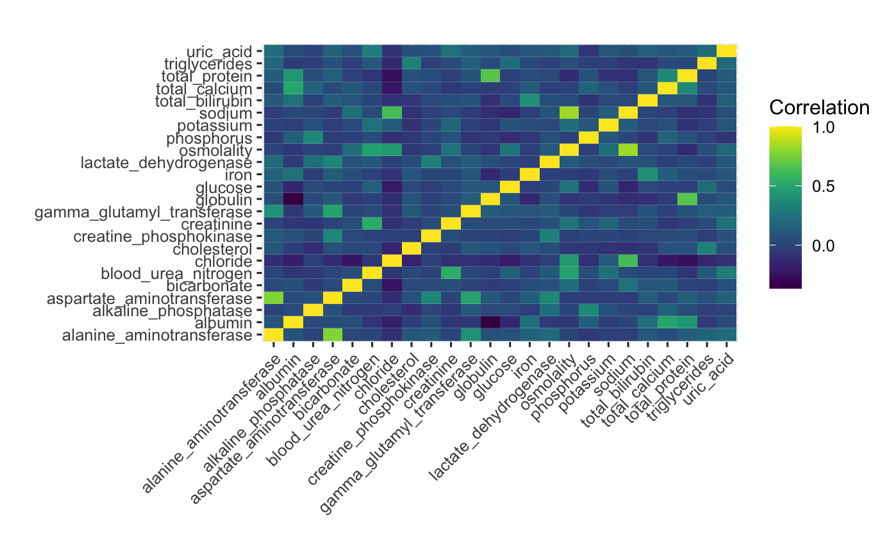 uric_acid
triglycerides
total_protein
total_calcium
total_bilirubin
sodium
potassium
phosphorus
osmolality
lactate_dehydrogenase
iron
glucose
globulin
gamma_glutamyl_transferase
creatinine
creatine_phosphokinase
cholesterol
chloride
blood_urea_nitrogen
bicarbonate
aspartate_aminotransferase
alkaline_phosphatase
albumin
alanine_aminotransferase
alanine_aminotransferase
albumin
alkaline_phosphatase
aspartate_aminotransferase
bicarbonate
blood_urea_nitrogen
chloride
cholesterol
creatine_phosphokinase
creatinine
gamma_glutamyl_transferase
globulin
glucose
iron
lactate_dehydrogenase
osmolality
phosphorus
potassium
sodium
total_bilirubin
total_calcium
total_protein
triglycerides
uric_acid
Correlation
1.0
0.5
0.0